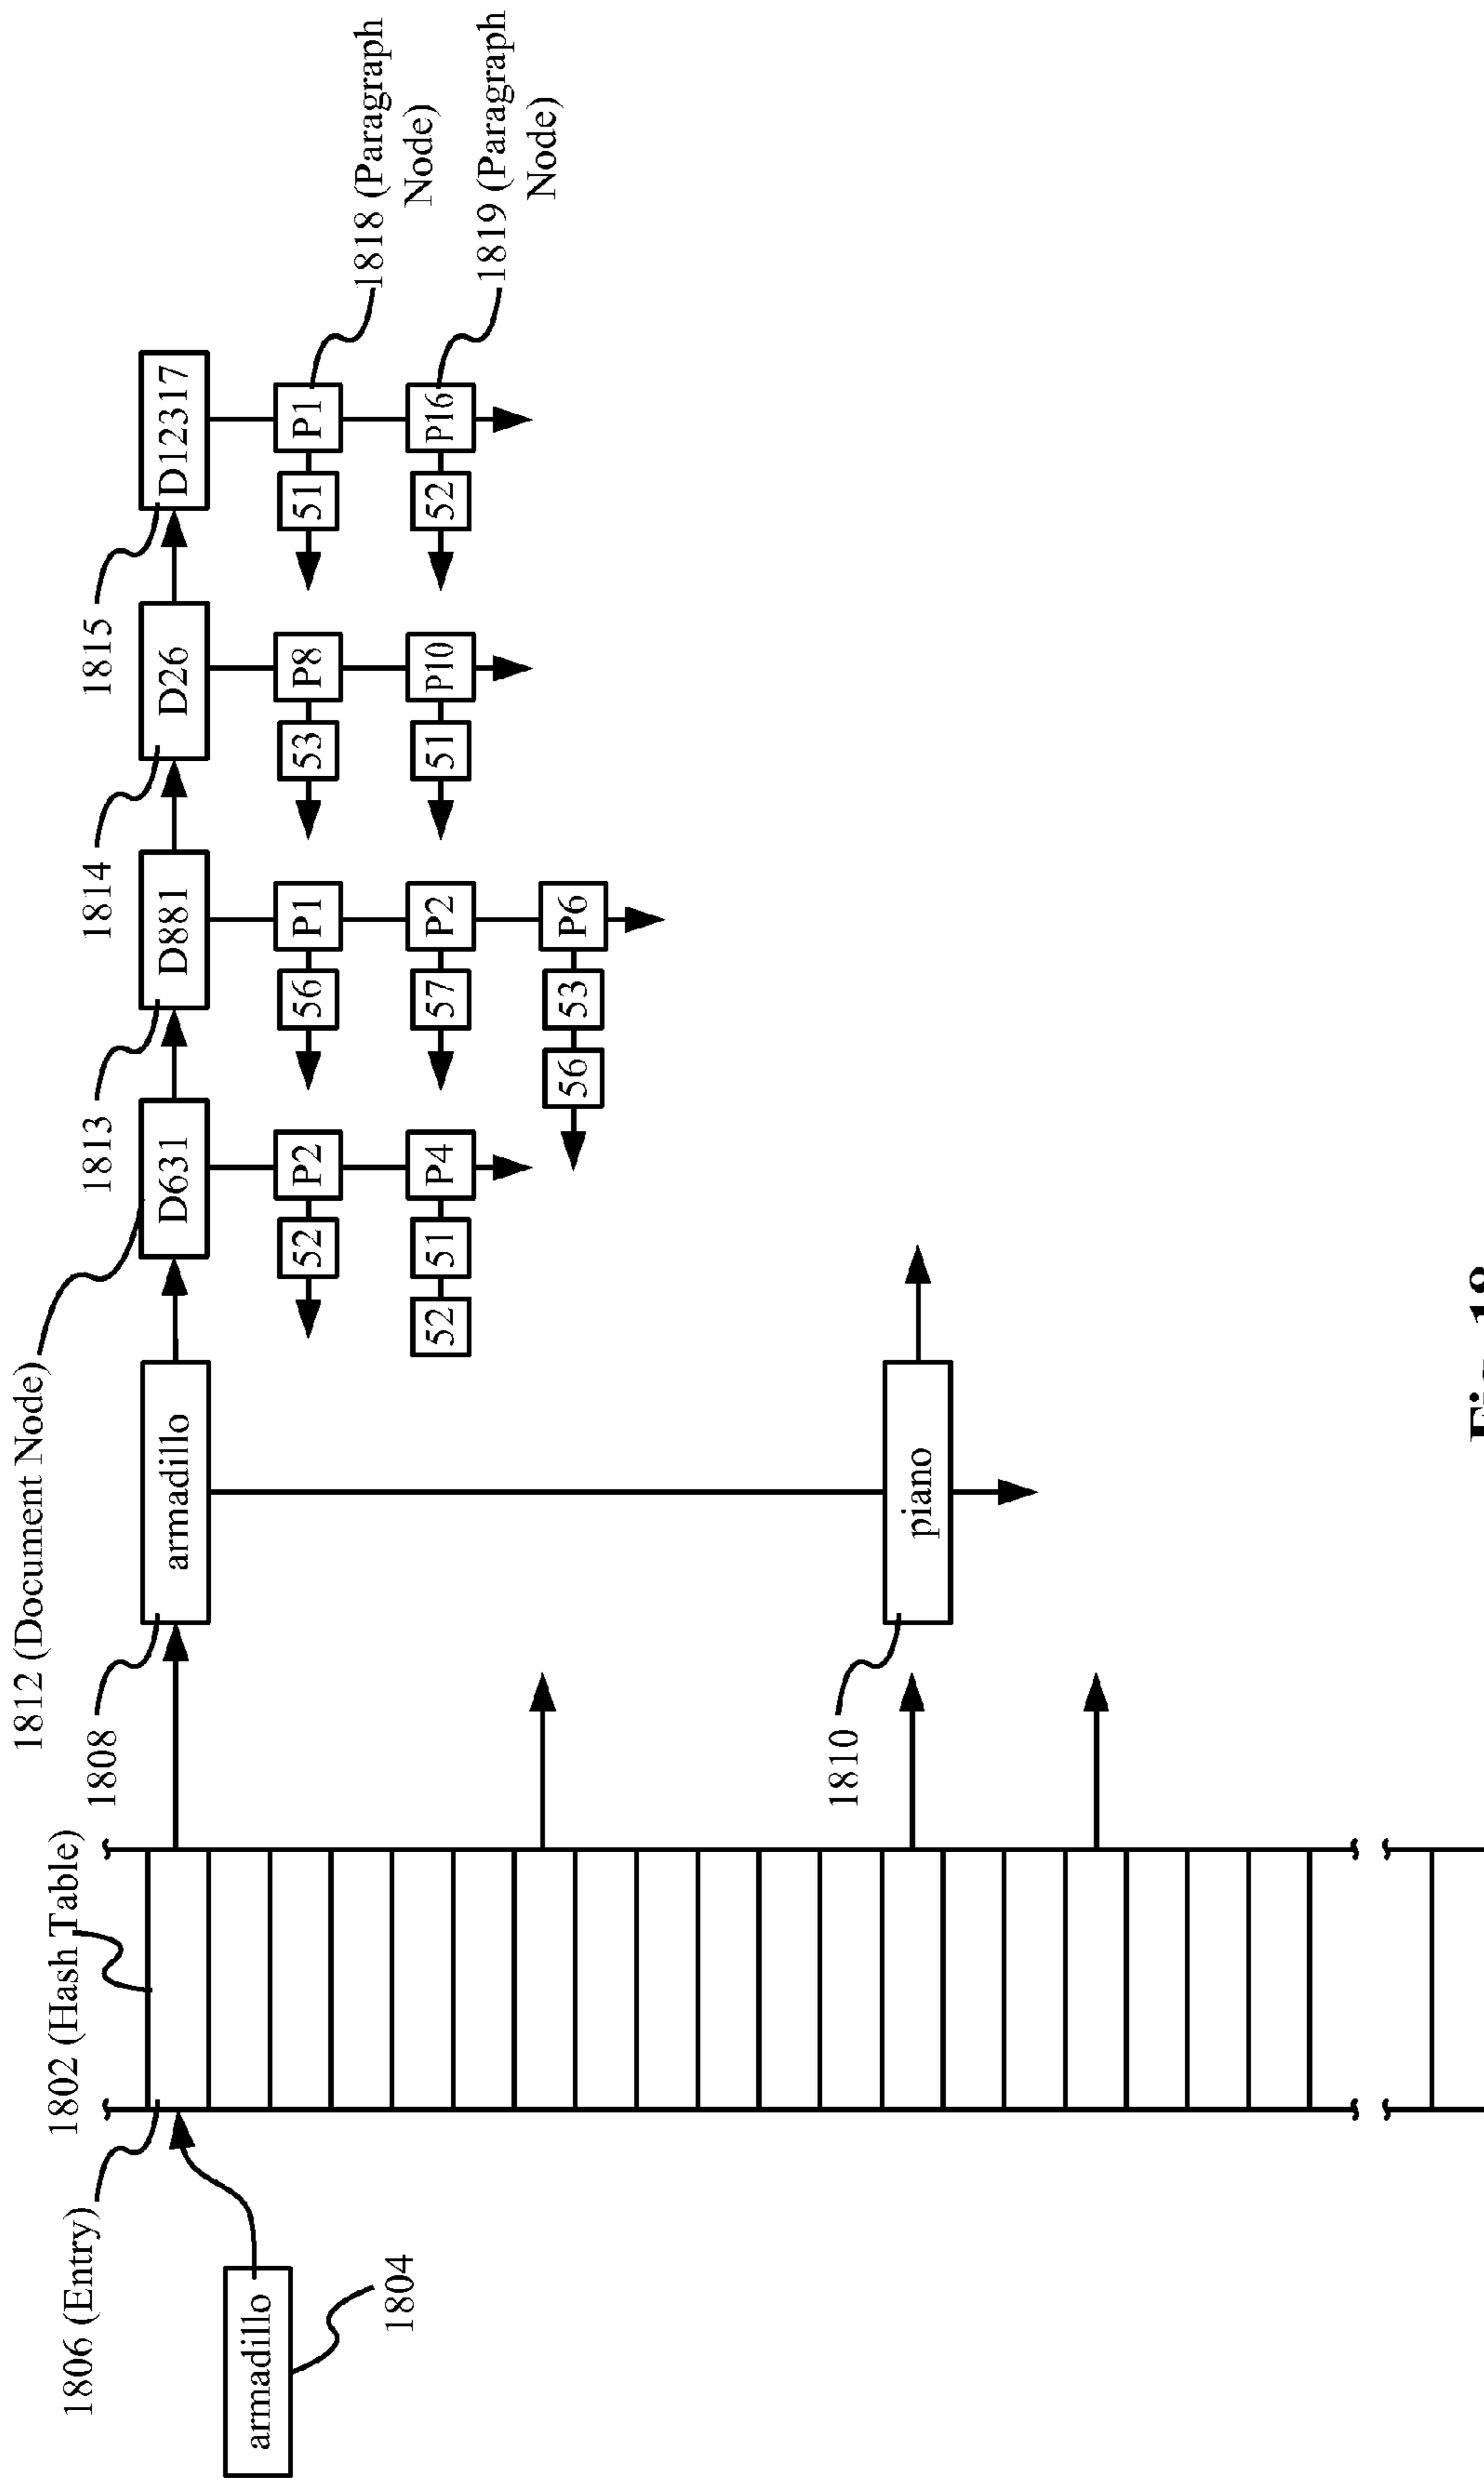 1812 (Document Node)
1806 (Entry)
1802 (Hash Table)
1808
1813
1814
1815
armadillo
D631
D881
D26
D12317
armadillo
1804
52
P2
56
P1
53
P8
51
P1
1818 (Paragraph
Node)
52
51
P4
57
P2
51
P10
52
P16
1819 (Paragraph
Node)
56
53
P6
1810
piano
Fig. 18